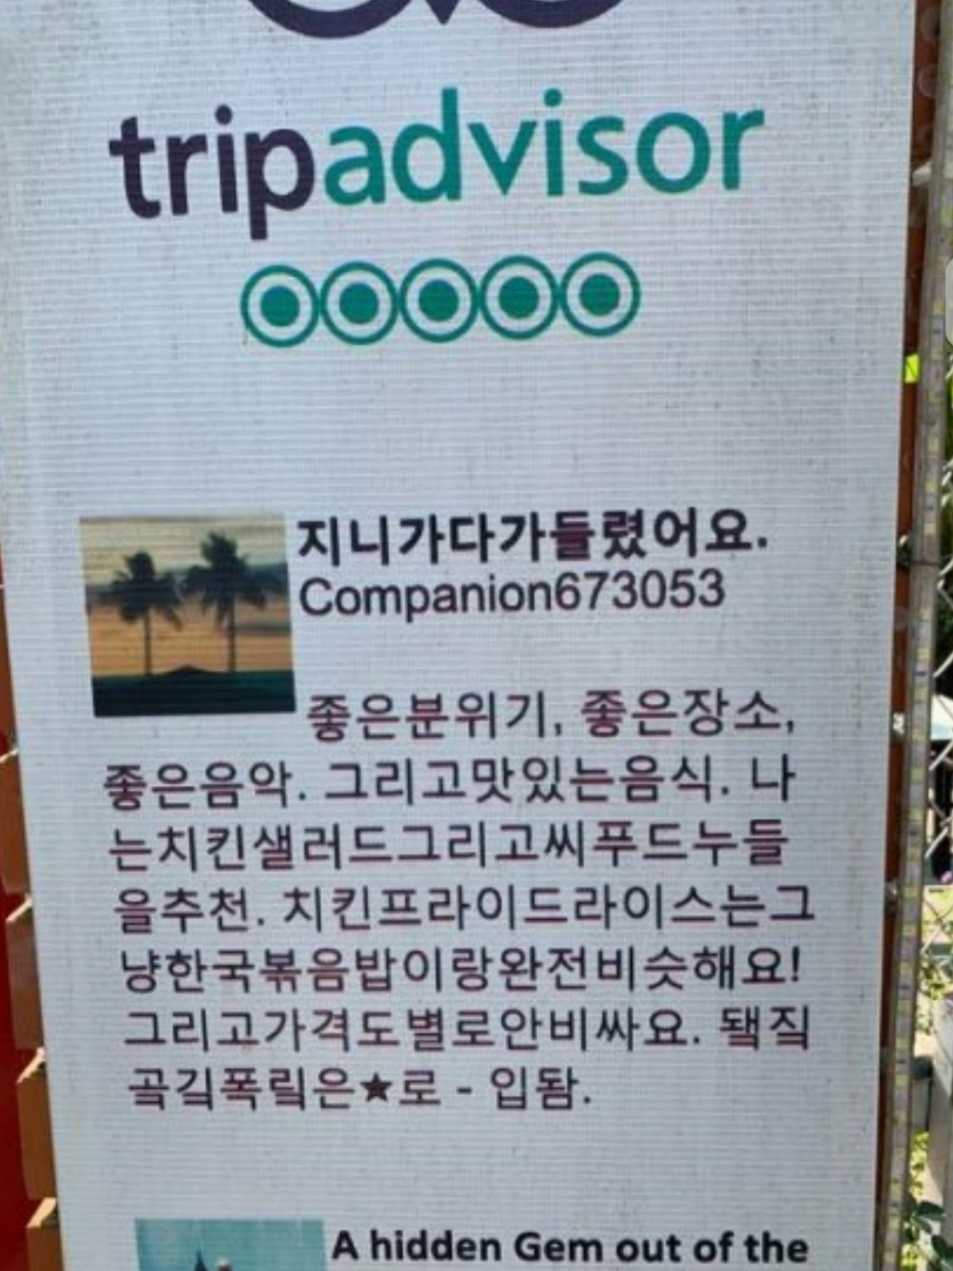 tripadvisor
지니가다가들렸어요.
Companion673053
좋은분위기, 좋은장소,
좋은음악. 그리고맛있는음식. 나
는치킨샐러드그리고씨푸드누들
을추천. 치킨프라이드라이스는그
냥한국볶음밥이랑완전비슷해요!
그리고가격도별로안비싸요. 돽직
곸긱폭릭은★로 - 입돰.
A hidden Gem out of the